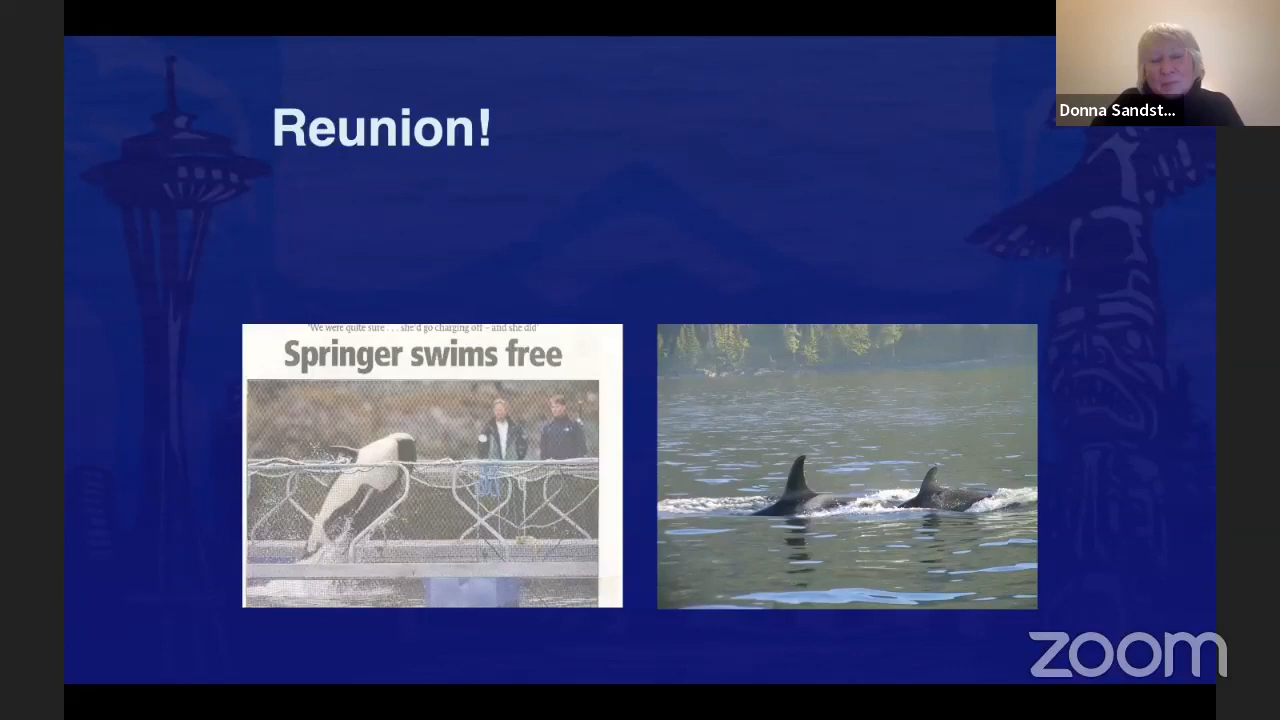 Reunion!
Donna Sandst...
"We were quite sure . . . she'd go charging off – and she did"
Springer swims free
zoom